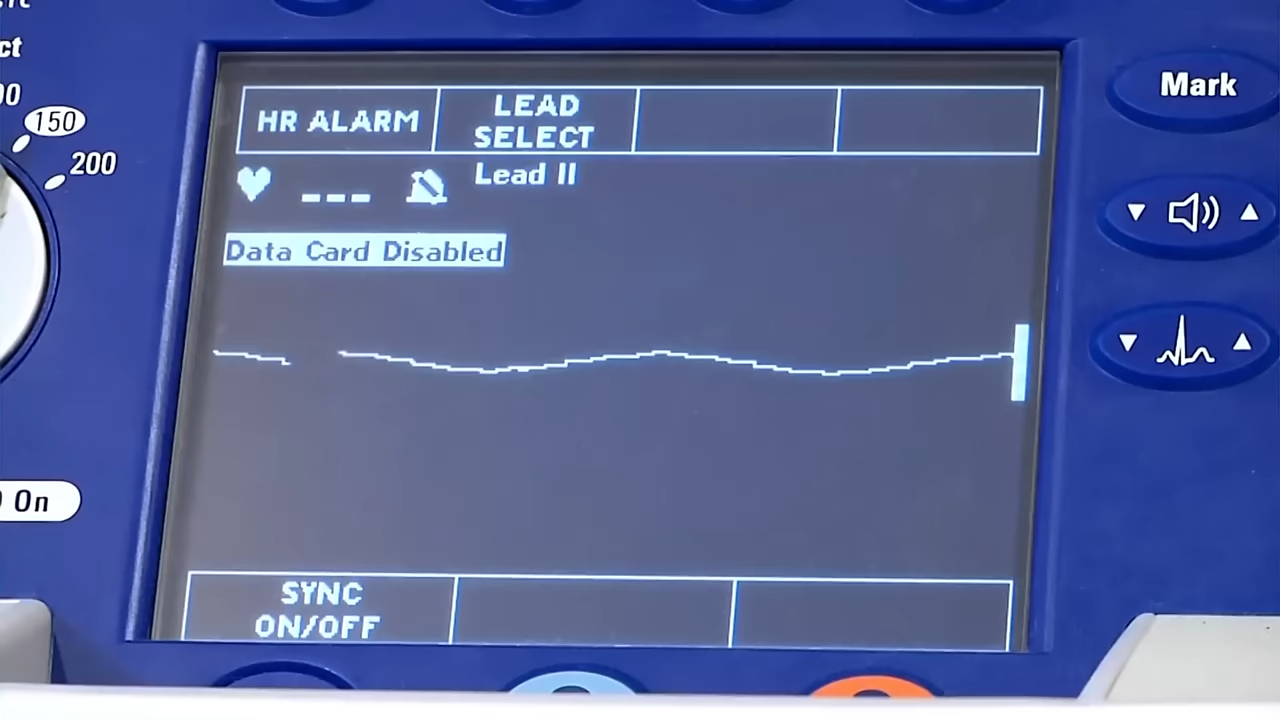 150
200
On
HR ALARM
LEAD
SELECT
Lead II
---
Data Card Disabled
SYNC
ON/OFF
Mark